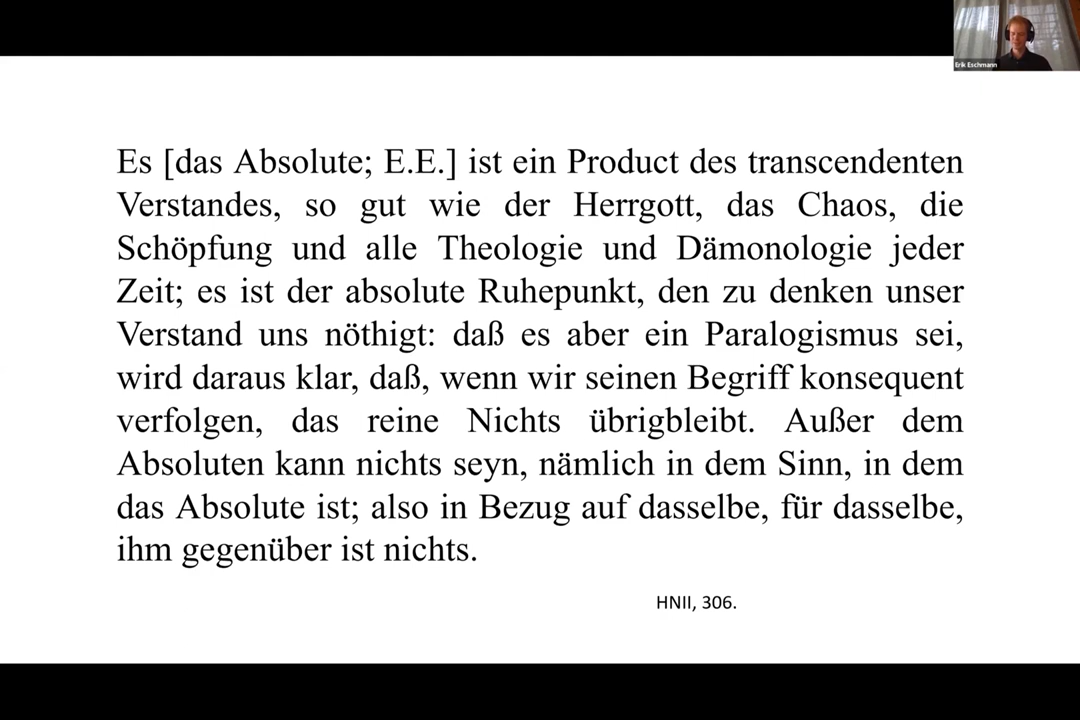 Erik Eschmann
Es [das Absolute; E.E.] ist ein Product des transcendenten
Verstandes, so gut wie der Herrgott, das Chaos, die
Schöpfung und alle Theologie und Dämonologie jeder
Zeit; es ist der absolute Ruhepunkt, den zu denken unser
Verstand uns nöthigt: daß es aber ein Paralogismus sei,
wird daraus klar, daß, wenn wir seinen Begriff konsequent
verfolgen, das reine Nichts übrigbleibt. Außer dem
Absoluten kann nichts seyn, nämlich in dem Sinn, in dem
das Absolute ist; also in Bezug auf dasselbe, für dasselbe,
ihm gegenüber ist nichts.
HNII, 306.